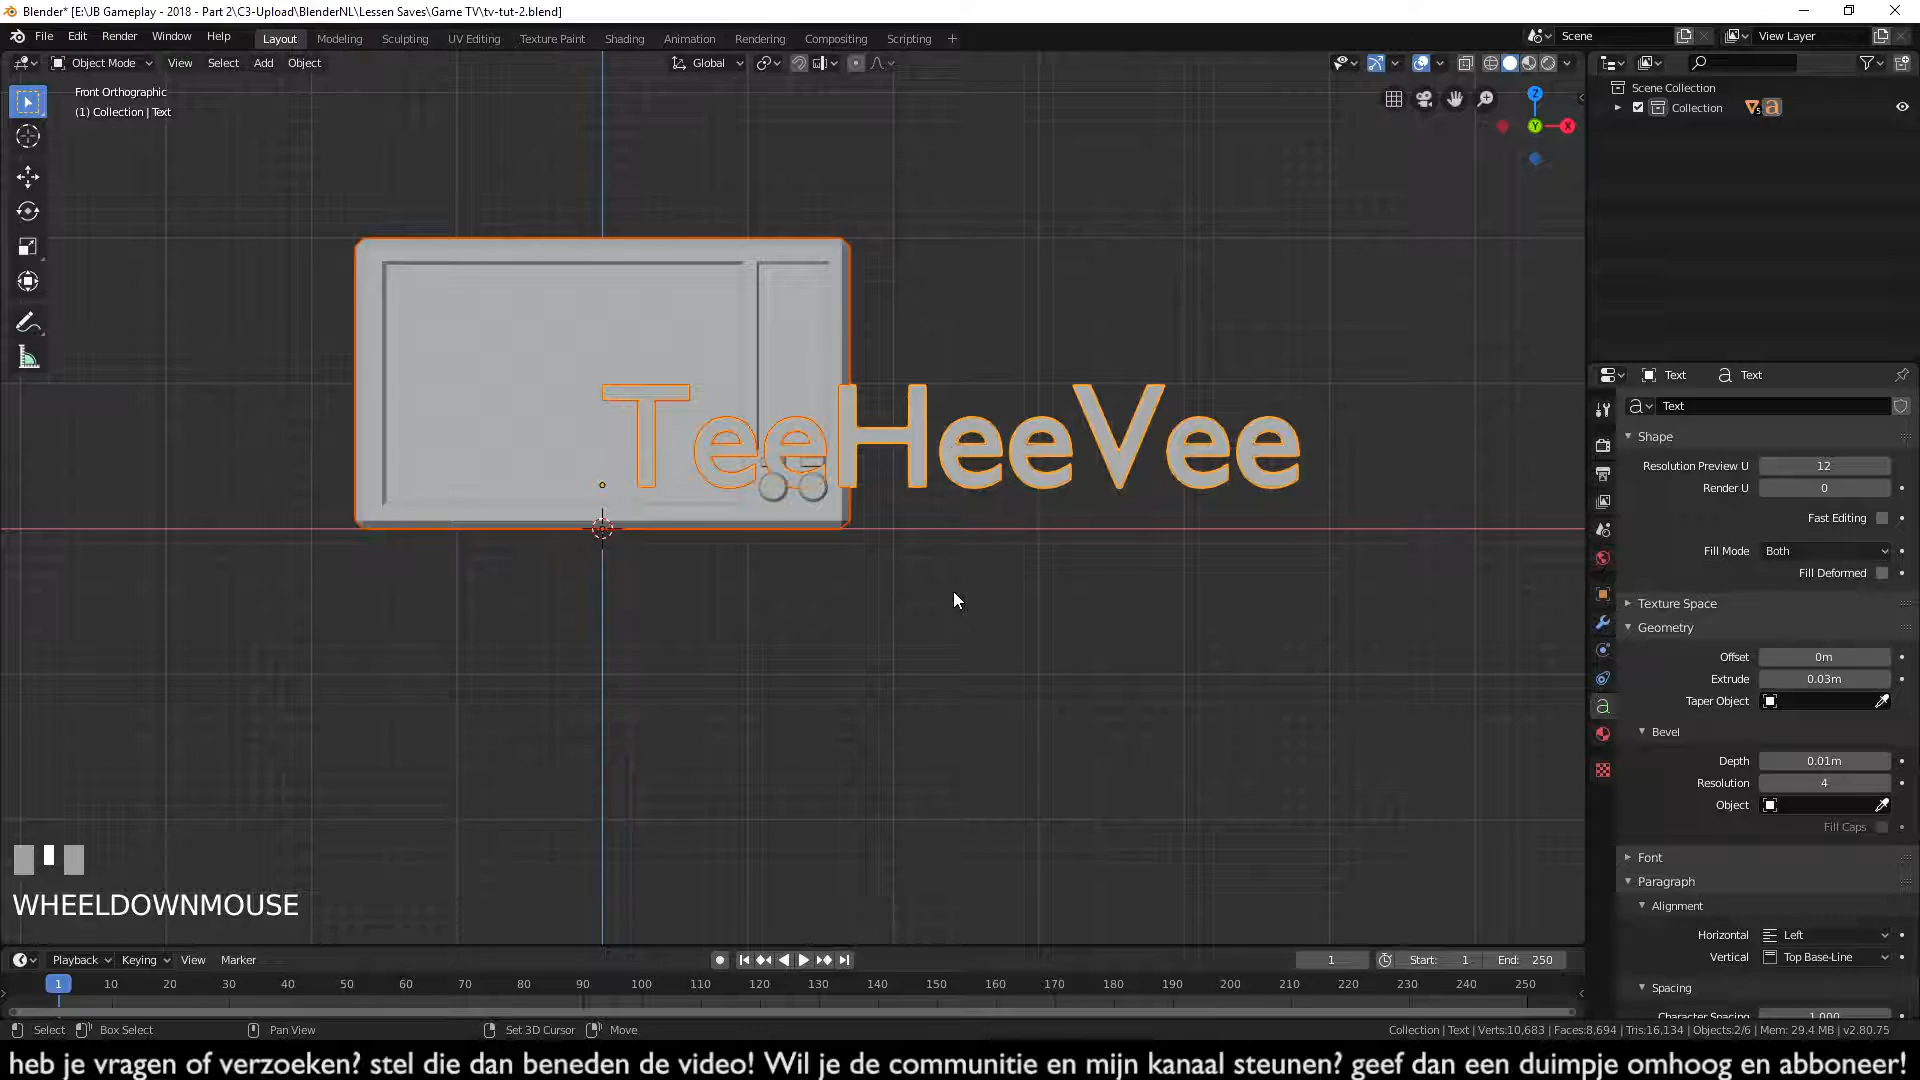 Blender* [E:\JB Gameplay - 2018 - Part 2\C3-Upload\BlenderNL\Lessen Saves\Game TV\tv-tut-2.blend]
File Edit Render Window Help Layout Modeling Sculpting UV Editing Texture Paint Shading Animation Rendering Compositing Scripting Scene View Layer
Object Mode View Select Add Object Global
Front Orthographic
(1) Collection | Text
Z
Y
X
Scene Collection
Collection
5
TeeHeeVee
Text Text
Text
Shape
Resolution Preview U 12
Render U 0
Fast Editing
Fill Mode Both
Fill Deformed
Texture Space
Geometry
Offset 0m
Extrude 0.03m
Taper Object
Bevel
Depth 0.01m
Resolution 4
Object
Fill Caps
Font
Paragraph
Alignment
Horizontal Left
Vertical Top Base-Line
Spacing
Character Spacing 1.000
WHEELDOWNMOUSE
Playback Keying View Marker 1 Start: 1 End: 250
1 10 20 30 40 50 60 70 80 90 100 110 120 130 140 150 160 170 180 190 200 210 220 230 240 250
Select Box Select Pan View Set 3D Cursor Move Collection | Text | Verts:10,683 | Faces:8,694 | Tris:16,134 | Objects:2/6 | Mem: 29.4 MB | v2.80.75
heb je vragen of verzoeken? stel die dan beneden de video! Wil je de communitie en mijn kanaal steunen? geef dan een duimpje omhoog en abboneer!